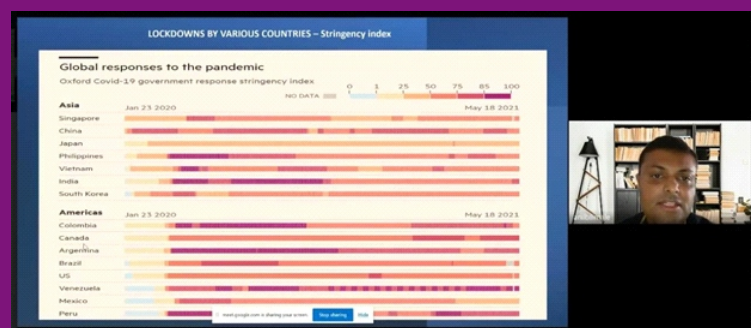 LOCKDOWNS BY VARIOUS COUNTRIES – Stringency index
Global responses to the pandemic
Oxford Covid-19 government response stringency index
NO DATA
0 1 25 50 75 85 100
Asia
Jan 23 2020 May 18 2021
Singapore
China
Japan
Philippines
Vietnam
India
South Korea
Americas
Jan 23 2020 May 18 2021
Colombia
Canada
Argentina
Brazil
US
Venezuela
Mexico
Peru
meet.google.com is sharing your screen. Stop sharing Hide